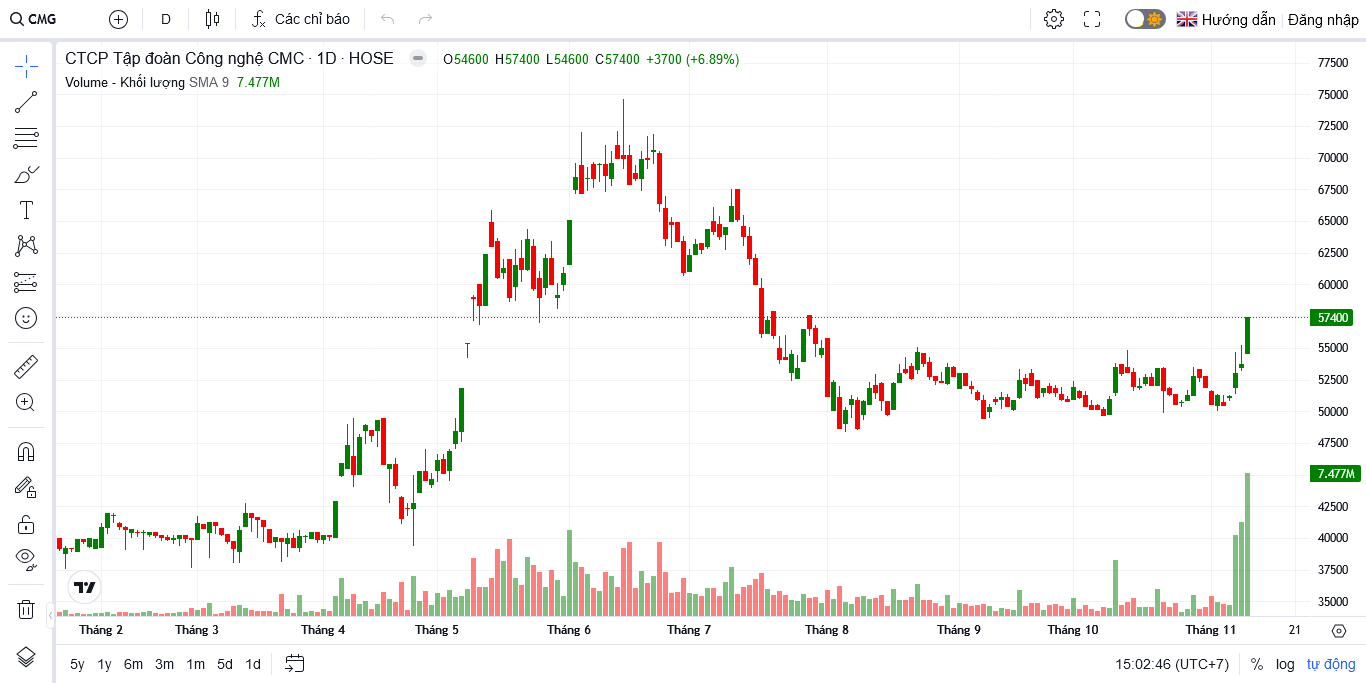 CMG D Các chỉ báo Hướng dẫn Đăng nhập
CTCP Tập đoàn Công nghệ CMC · 1D · HOSE O54600 H57400 L54600 C57400 +3700 (+6.89%)
Volume - Khối lượng SMA 9 7.477M
77500
75000
72500
70000
67500
65000
62500
60000
57400
55000
52500
50000
47500
7.477M
42500
40000
37500
35000
T
Tháng 2 Tháng 3 Tháng 4 Tháng 5 Tháng 6 Tháng 7 Tháng 8 Tháng 9 Tháng 10 Tháng 11 21
5y 1y 6m 3m 1m 5d 1d 15:02:46 (UTC+7) % log tự động